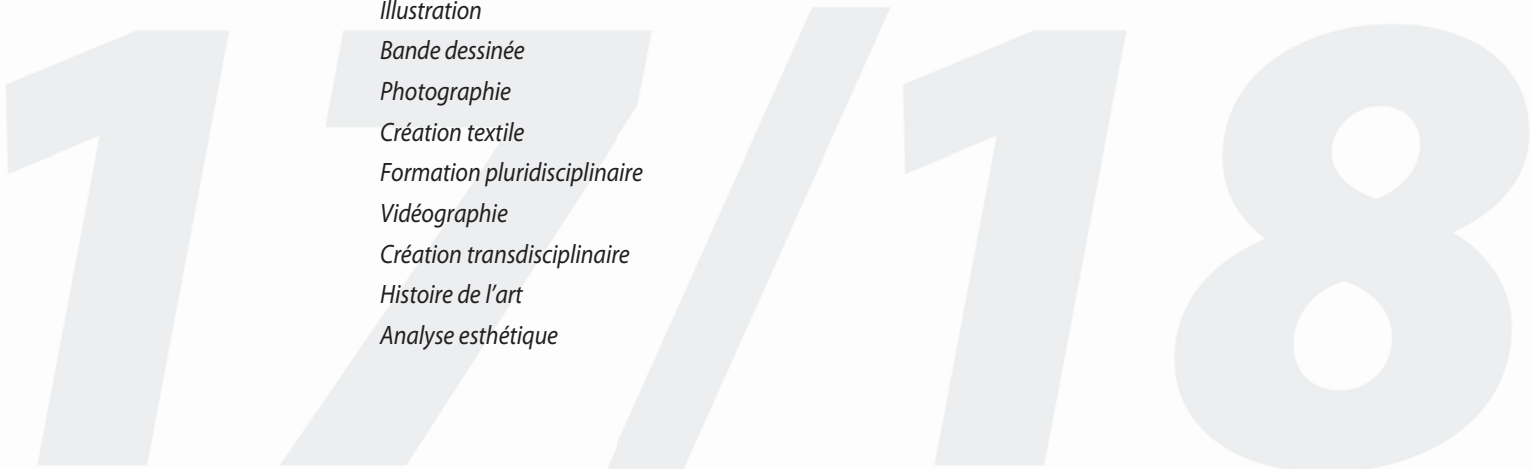 17/18
Illustration
Bande dessinée
Photographie
Création textile
Formation pluridisciplinaire
Vidéographie
Création transdisciplinaire
Histoire de l’art
Analyse esthétique